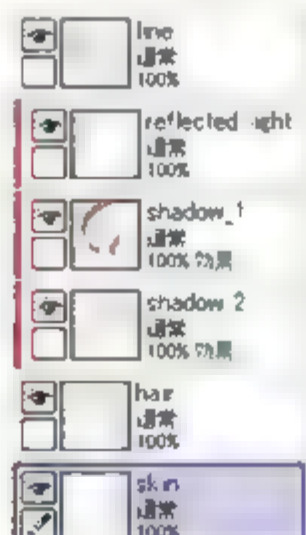 line
通常
100%
reflected light
通常
100%
shadow_1
通常
100% 効果
shadow 2
通常
100% 効果
hair
通常
100%
skin
通常
100%